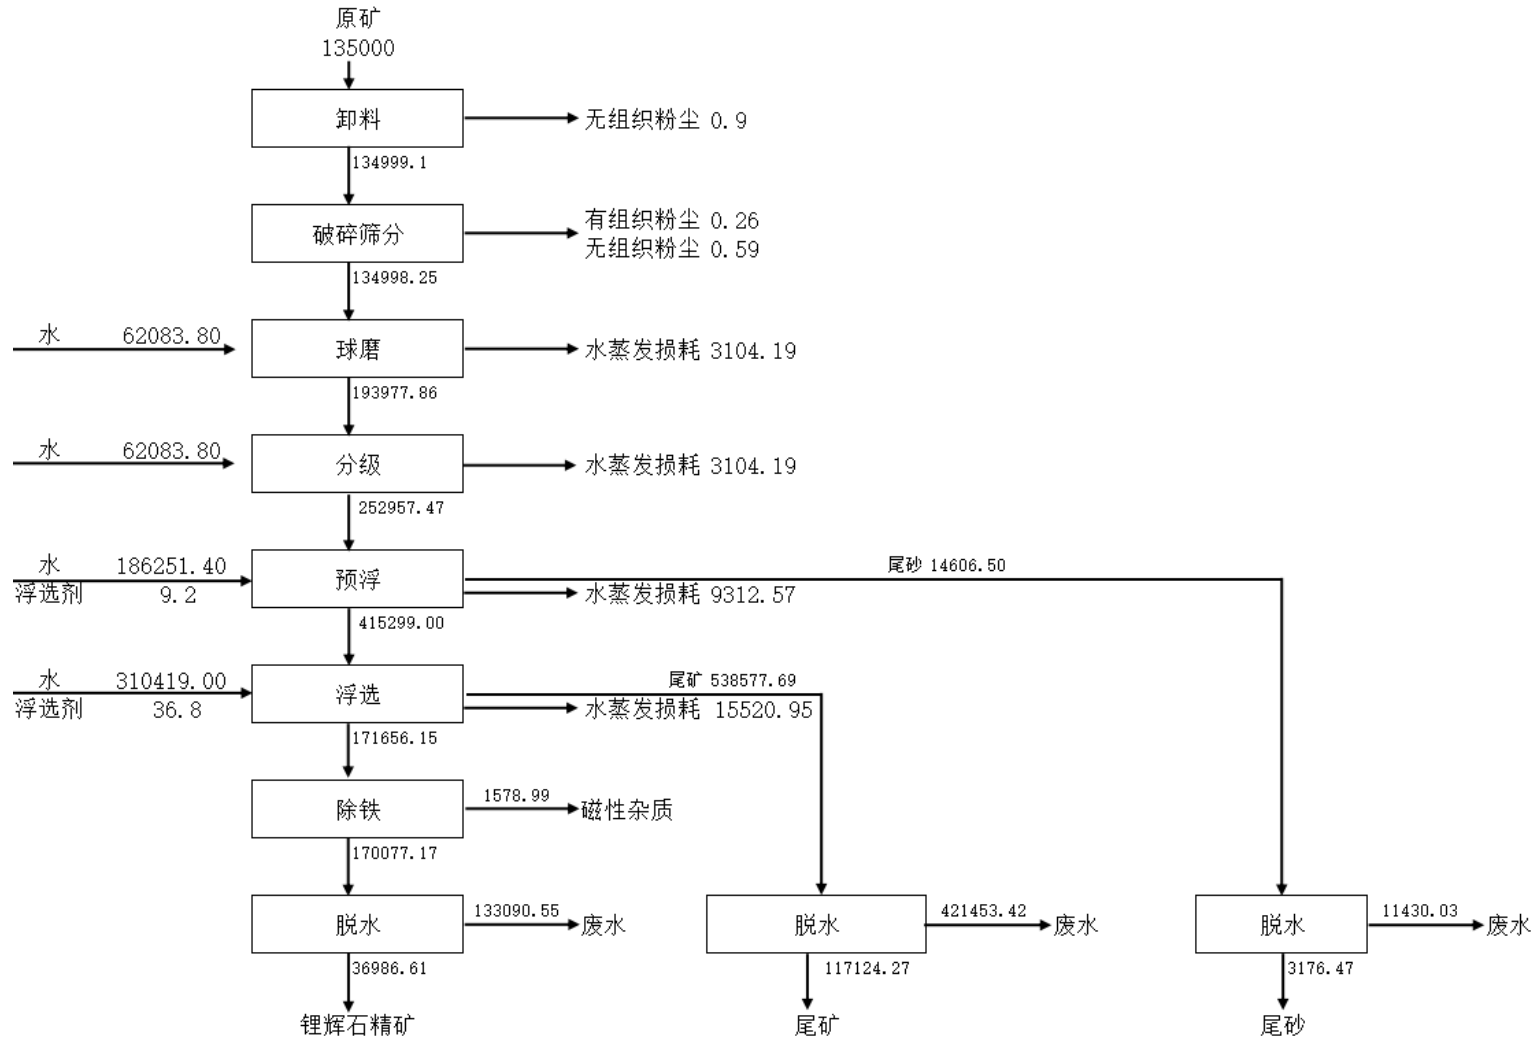 原矿
135000
卸料
无组织粉尘 0.9
134999.1
破碎筛分
有组织粉尘 0.26
无组织粉尘 0.59
134998.25
水 62083.80
球磨
水蒸发损耗 3104.19
193977.86
水 62083.80
分级
水蒸发损耗 3104.19
252957.47
水 186251.40
浮选剂 9.2
预浮
尾砂 14606.50
水蒸发损耗 9312.57
415299.00
水 310419.00
浮选剂 36.8
浮选
尾矿 538577.69
水蒸发损耗 15520.95
171656.15
除铁
1578.99
磁性杂质
170077.17
脱水
133090.55
废水
脱水
421453.42
废水
脱水
11430.03
废水
36986.61
117124.27
3176.47
锂辉石精矿
尾矿
尾砂